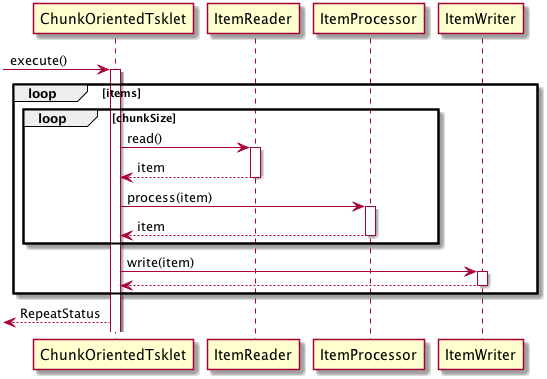 ChunkOrientedTsklet ItemReader ItemProcessor ItemWriter
execute()
loop [items]
loop [chunkSize]
read()
item
process(item)
item
write(item)
RepeatStatus
ChunkOrientedTsklet ItemReader ItemProcessor ItemWriter